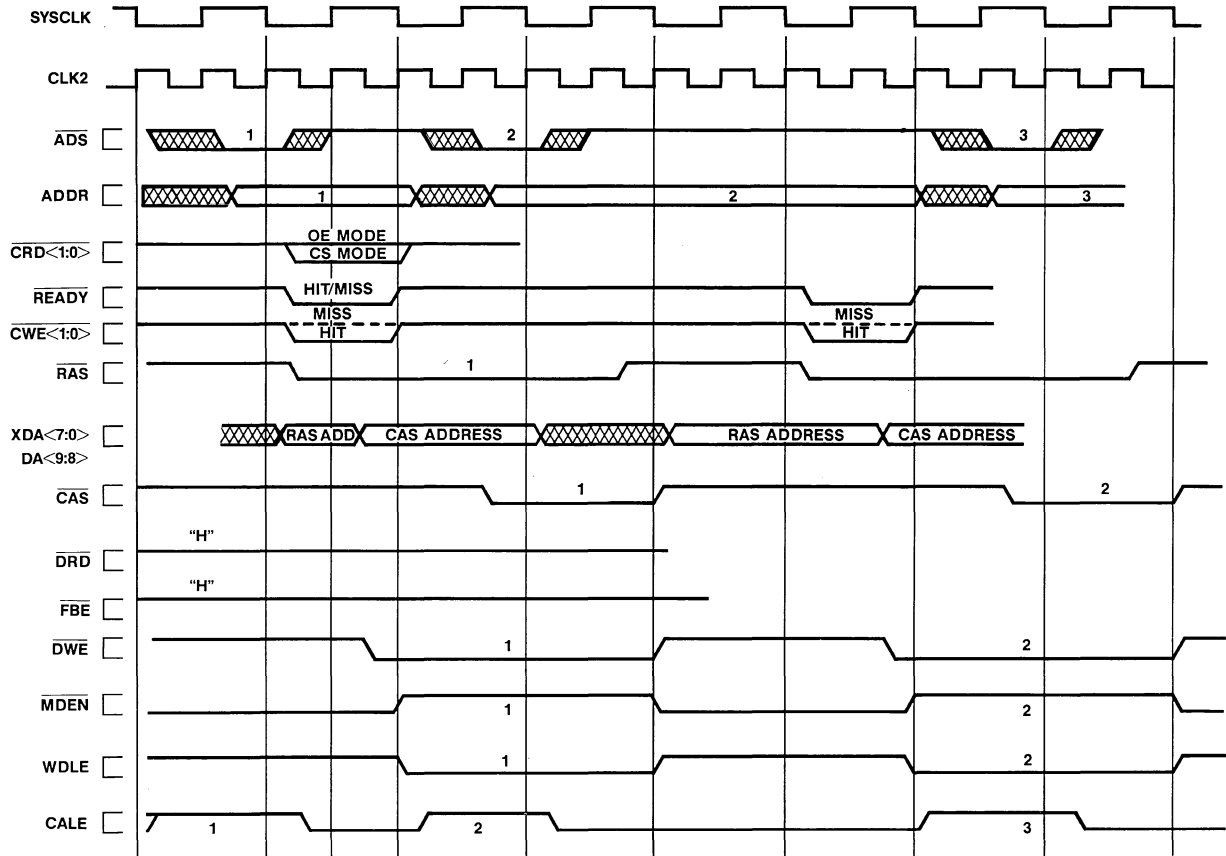 SYSCLK
CLK2
ADS 1 2 3
ADDR 1 2 3
CRD<1:0> OE MODE
CS MODE
READY HIT/MISS
CWE<1:0> MISS MISS
HIT HIT
RAS 1
XDA<7:0> RAS ADD CAS ADDRESS RAS ADDRESS CAS ADDRESS
DA<9:8>
CAS 1 2
"H"
DRD
"H"
FBE
DWE 1 2
MDEN 1 2
WDLE 1 2
CALE 1 2 3